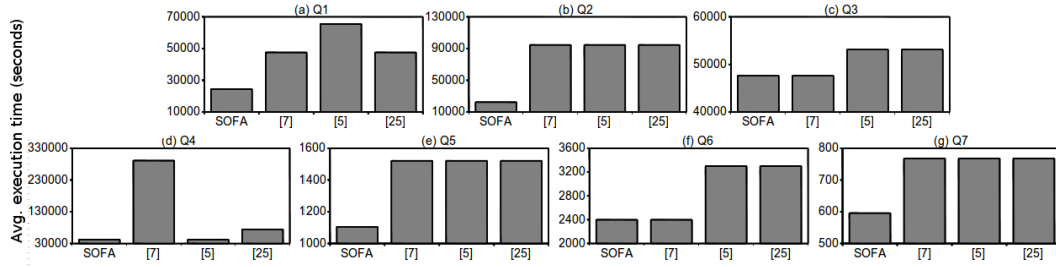 Avg. execution time (seconds)
(a) Q1
70000
50000
30000
10000
SOFA [7] [5] [25]
(b) Q2
130000
90000
50000
10000
SOFA [7] [5] [25]
(c) Q3
60000
50000
40000
SOFA [7] [5] [25]
(d) Q4
330000
230000
130000
30000
SOFA [7] [5] [25]
(e) Q5
1600
1400
1200
1000
SOFA [7] [5] [25]
(f) Q6
3600
3200
2800
2400
2000
SOFA [7] [5] [25]
(g) Q7
800
700
600
500
SOFA [7] [5] [25]